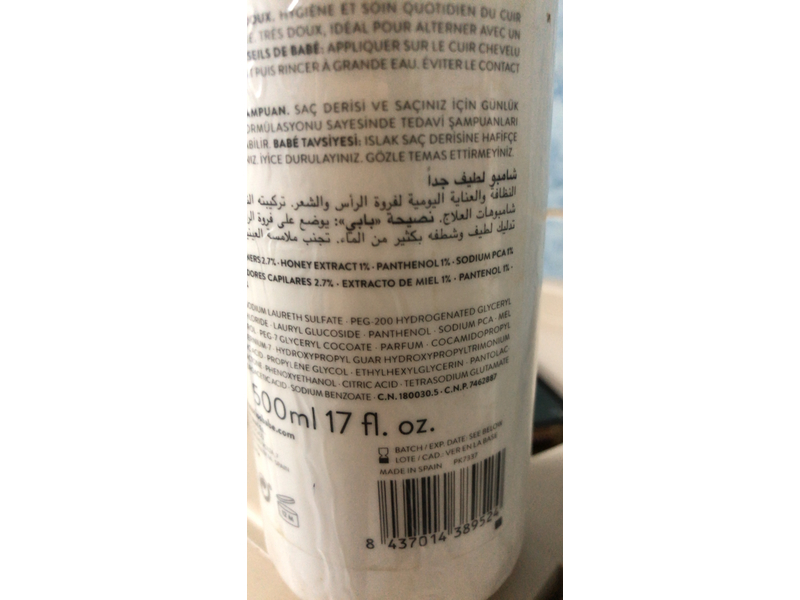 DOUX. HYGIÈNE ET SOIN QUOTIDIEN DU CUIR
TRÈS DOUX, IDÉAL POUR ALTERNER AVEC UN
SEILS DE BABÉ: APPLIQUER SUR LE CUIR CHEVELU
T PUIS RINCER À GRANDE EAU. ÉVITER LE CONTACT
AMPUAN. SAÇ DERİSİ VE SAÇINIZ İÇİN GÜNLÜK
ORMÜLASYONU SAYESİNDE TEDAVİ ŞAMPUANLARI
ABİLİR. BABÉ TAVSİYESİ: ISLAK SAÇ DERİSİNE HAFİFÇE
NIZ. İYİCE DURULAYINIZ. GÖZLE TEMAS ETTİRMEYİNİZ.
شامبو لطيف جداً
النظافة والعناية اليومية لفروة الرأس والشعر. تركيبته
شامبوهات العلاج. نصيحة «بابي»: يوضع على فروة
تدليك لطيف وشطفه بكثير من الماء. تجنب ملامسة
NERS 2.7% · HONEY EXTRACT 1% · PANTHENOL 1% · SODIUM PCA 1%
DORES CAPILARES 2.7% · EXTRACTO DE MIEL 1% · PANTENOL 1% ·
SODIUM LAURETH SULFATE · PEG-200 HYDROGENATED GLYCERYL
LAURYL GLUCOSIDE · PANTHENOL · SODIUM PCA · MEL
PEG-7 GLYCERYL COCOATE · PARFUM · COCAMIDOPROPYL
7 · HYDROXYPROPYL GUAR HYDROXYPROPYLTRIMONIUM
ACID · PROPYLENE GLYCOL · ETHYLHEXYLGLYCERIN · PANTOLAC-
PHENOXYETHANOL · CITRIC ACID · TETRASODIUM GLUTAMATE
ACID · SODIUM BENZOATE · C.N. 180030.5 · C.N.P. 7462887
500ml 17 fl. oz.
BATCH / EXP. DATE: SEE BELOW
LOTE / CAD.: VER EN LA BASE
MADE IN SPAIN PK7337
8 437014 389524